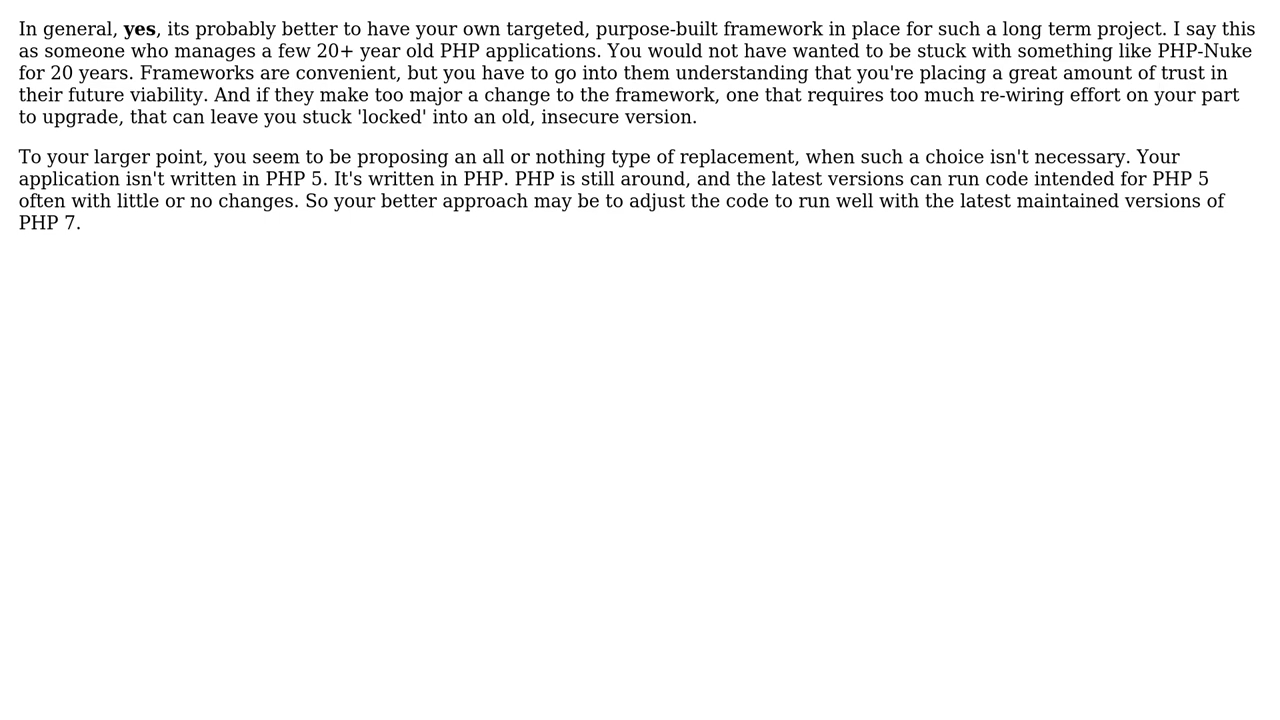 In general, yes, its probably better to have your own targeted, purpose-built framework in place for such a long term project. I say this
as someone who manages a few 20+ year old PHP applications. You would not have wanted to be stuck with something like PHP-Nuke
for 20 years. Frameworks are convenient, but you have to go into them understanding that you're placing a great amount of trust in
their future viability. And if they make too major a change to the framework, one that requires too much re-wiring effort on your part
to upgrade, that can leave you stuck 'locked' into an old, insecure version.
To your larger point, you seem to be proposing an all or nothing type of replacement, when such a choice isn't necessary. Your
application isn't written in PHP 5. It's written in PHP. PHP is still around, and the latest versions can run code intended for PHP 5
often with little or no changes. So your better approach may be to adjust the code to run well with the latest maintained versions of
PHP 7.